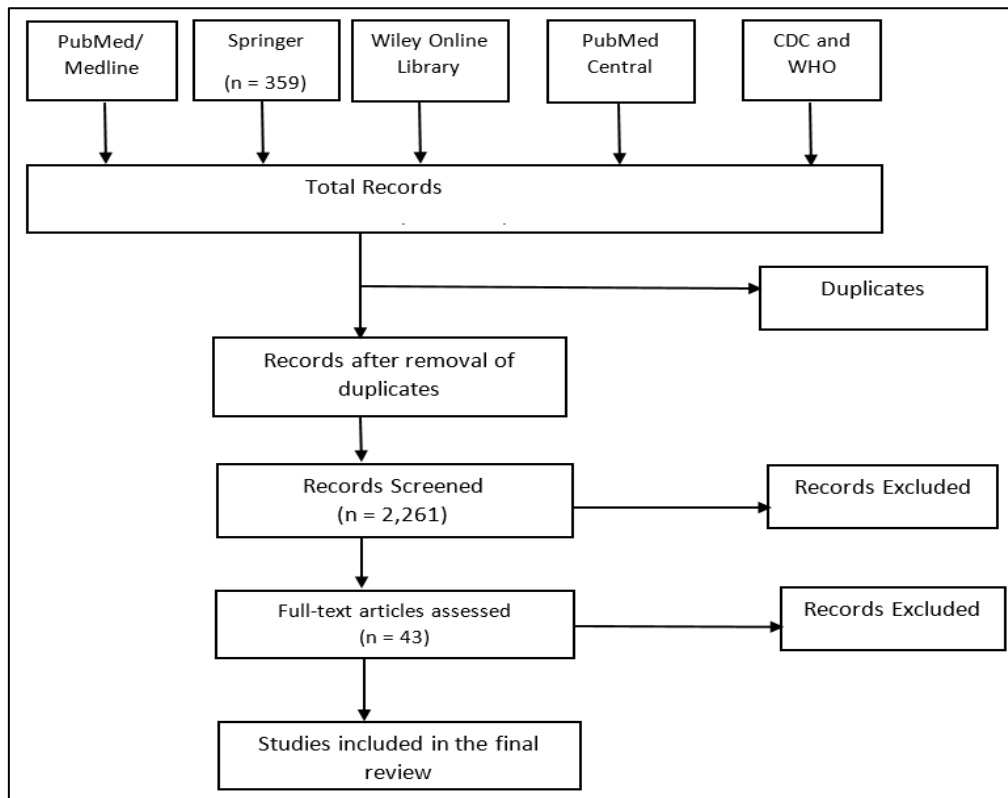 PubMed/
Medline
Springer
(n = 359)
Wiley Online
Library
PubMed
Central
CDC and
WHO
Total Records
Duplicates
Records after removal of
duplicates
Records Screened
(n = 2,261)
Records Excluded
Full-text articles assessed
(n = 43)
Records Excluded
Studies included in the final
review